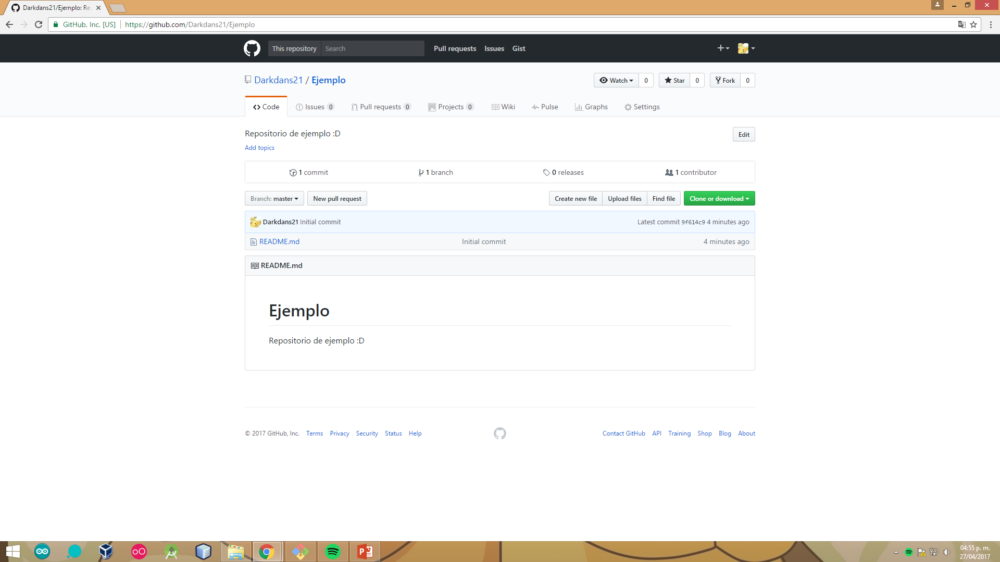 Darkdans21/Ejemplo: Re
GitHub, Inc. [US] https://github.com/Darkdans21/Ejemplo
This repository Search Pull requests Issues Gist
Darkdans21 / Ejemplo Watch 0 Star 0 Fork 0
Code Issues 0 Pull requests 0 Projects 0 Wiki Pulse Graphs Settings
Repositorio de ejemplo :D Edit
Add topics
1 commit 1 branch 0 releases 1 contributor
Branch: master New pull request Create new file Upload files Find file Clone or download
Darkdans21 Initial commit Latest commit 9f614c9 4 minutes ago
README.md Initial commit 4 minutes ago
README.md
Ejemplo
Repositorio de ejemplo :D
© 2017 GitHub, Inc. Terms Privacy Security Status Help Contact GitHub API Training Shop Blog About
04:55 p. m.
27/04/2017